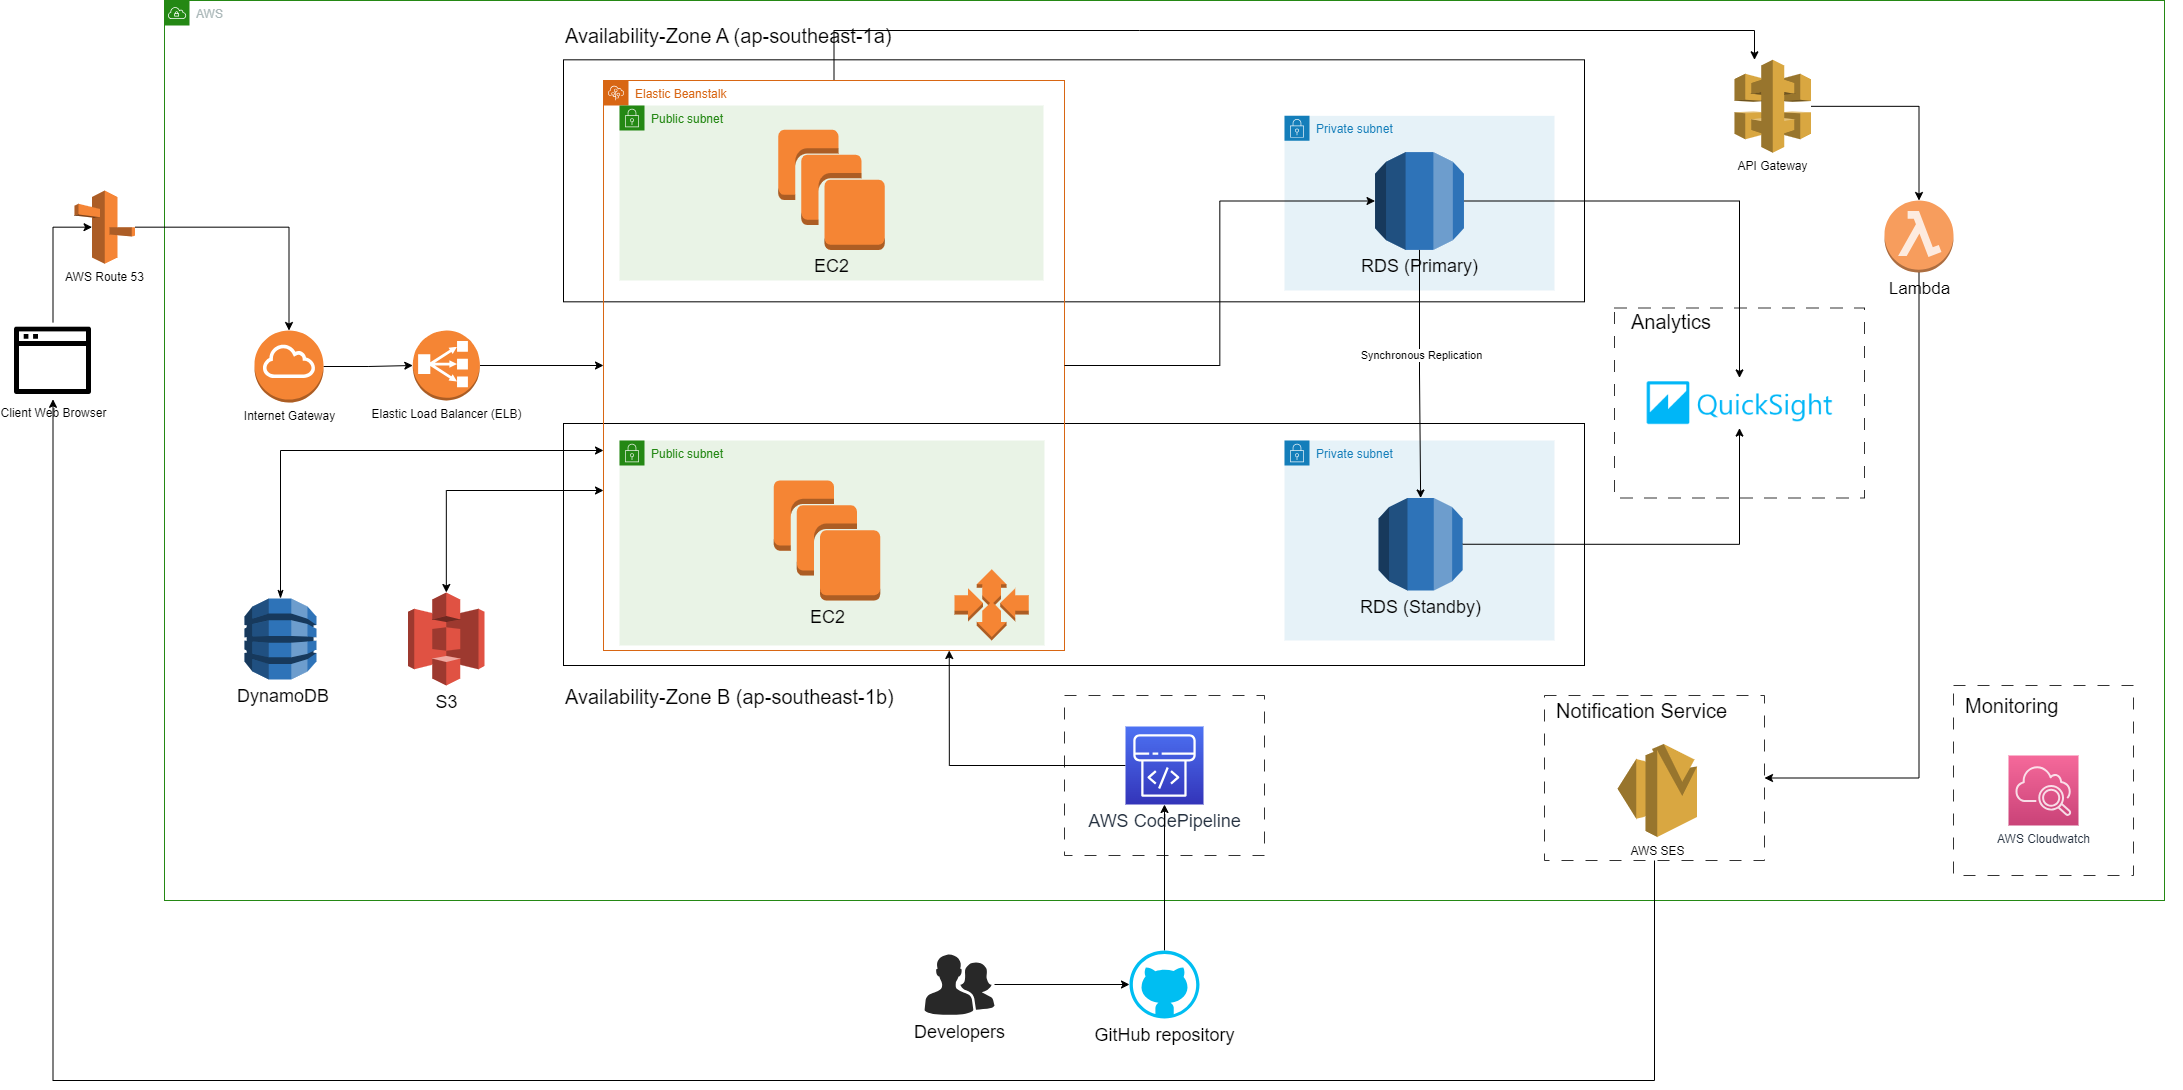 AWS
Availability-Zone A (ap-southeast-1a)
Elastic Beanstalk
Public subnet
EC2
Private subnet
RDS (Primary)
API Gateway
Lambda
AWS Route 53
Client Web Browser
Internet Gateway
Elastic Load Balancer (ELB)
Synchronous Replication
Analytics
QuickSight
Public subnet
EC2
Private subnet
RDS (Standby)
DynamoDB
S3
Availability-Zone B (ap-southeast-1b)
AWS CodePipeline
Notification Service
AWS SES
Monitoring
AWS Cloudwatch
Developers
GitHub repository